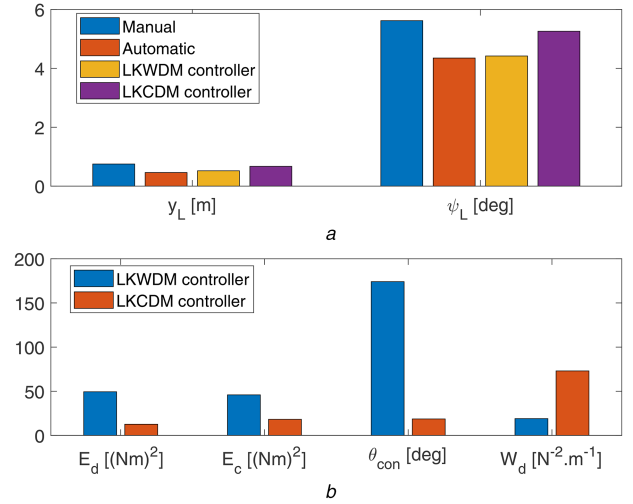 6
4
2
0
Manual
Automatic
LKWDM controller
LKCDM controller
y_L [m]
ψ_L [deg]
a
200
150
100
50
0
LKWDM controller
LKCDM controller
E_d [(Nm)^2]
E_c [(Nm)^2]
θ_con [deg]
W_d [N^-2.m^-1]
b